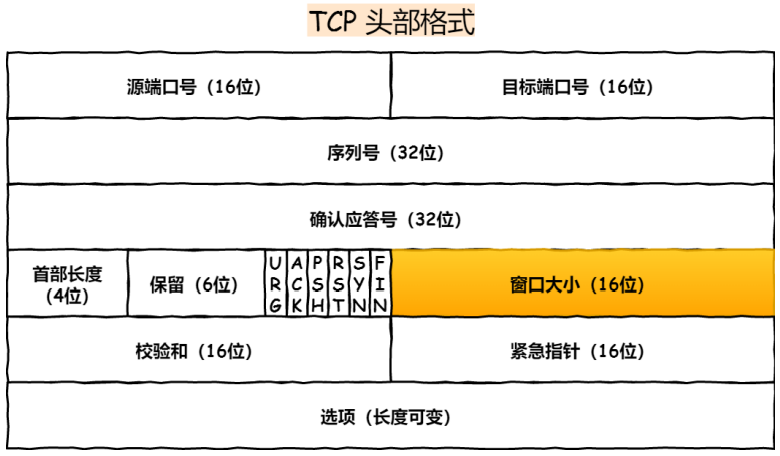 TCP 头部格式
源端口号（16位） 目标端口号（16位）
序列号（32位）
确认应答号（32位）
首部长度
（4位）
保留（6位）
URG
ACK
PSH
RST
SYN
FIN
窗口大小（16位）
校验和（16位） 紧急指针（16位）
选项（长度可变）